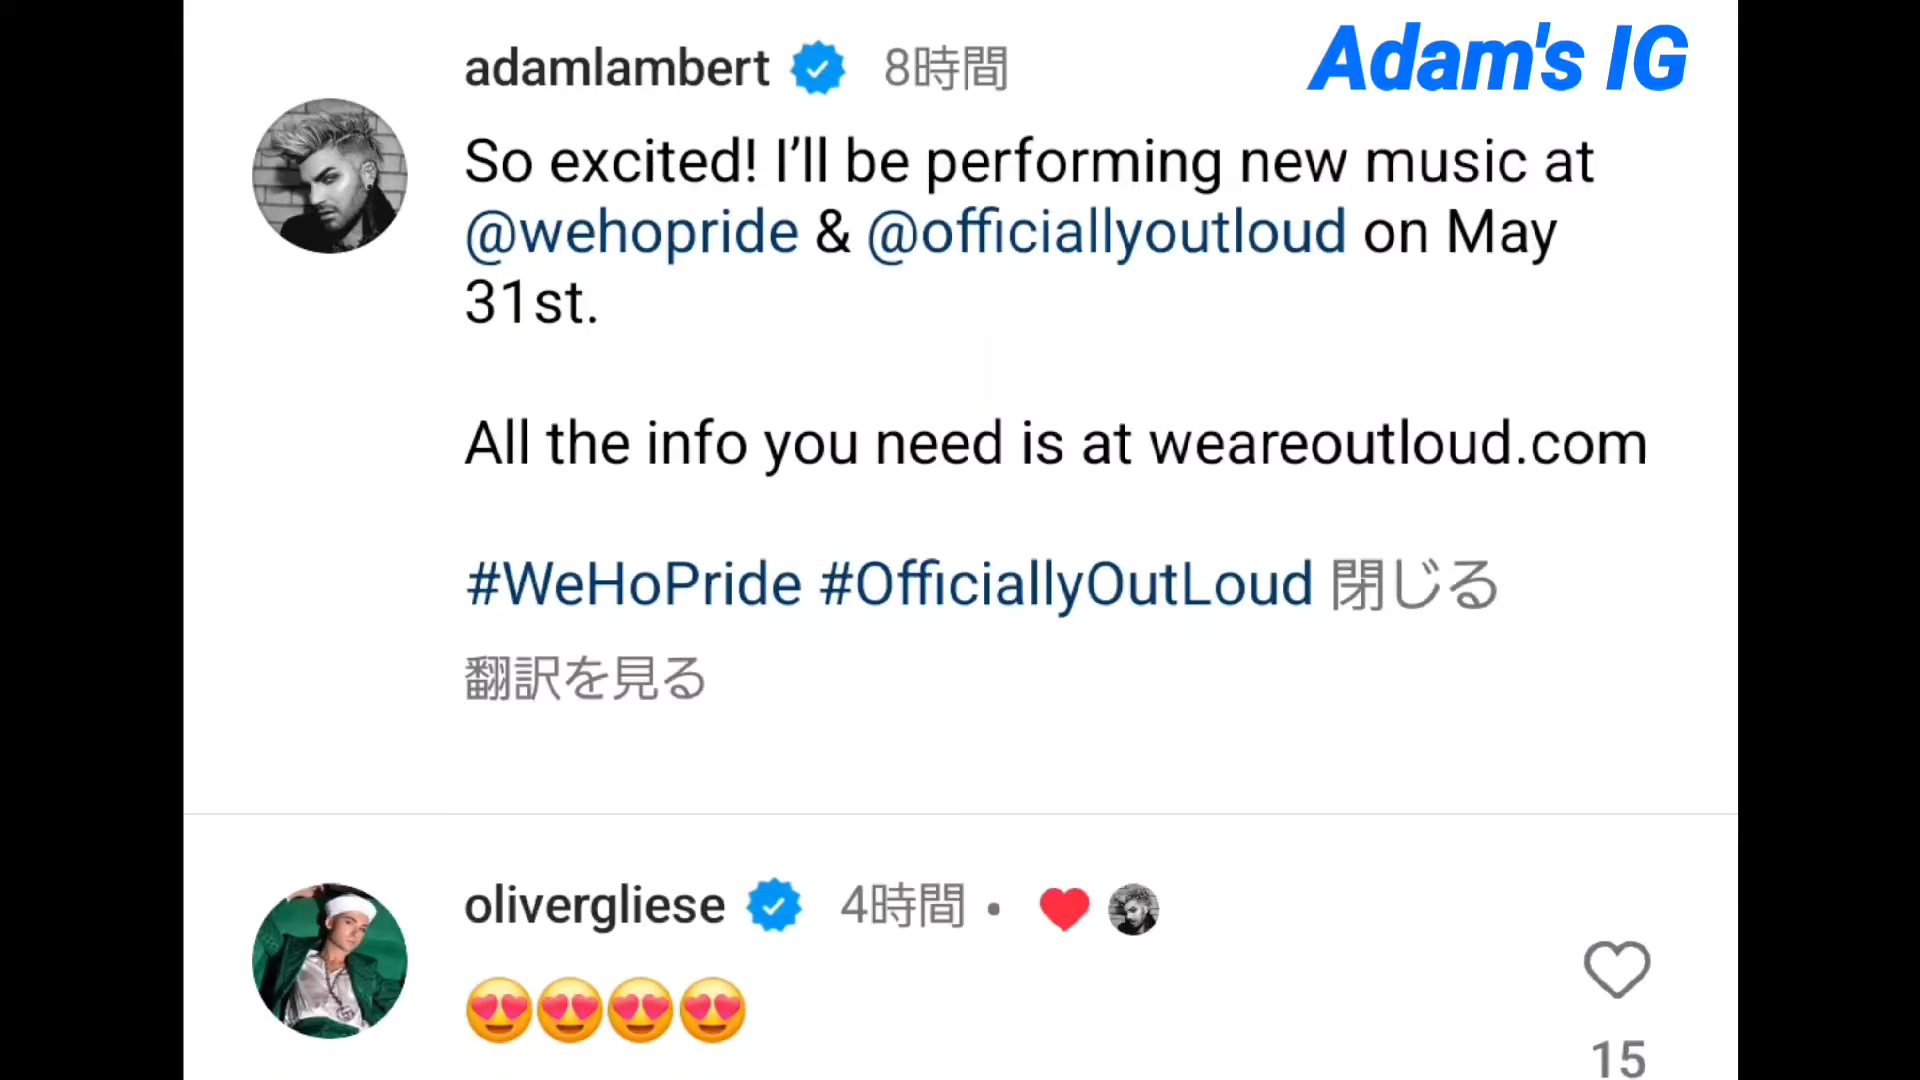 Adam's IG
adamlambert 8時間
So excited! I’ll be performing new music at
@wehopride & @officiallyoutloud on May
31st.
All the info you need is at weareoutloud.com
#WeHoPride #OfficiallyOutLoud 閉じる
翻訳を見る
olivergliese 4時間 •
😍😍😍😍
15